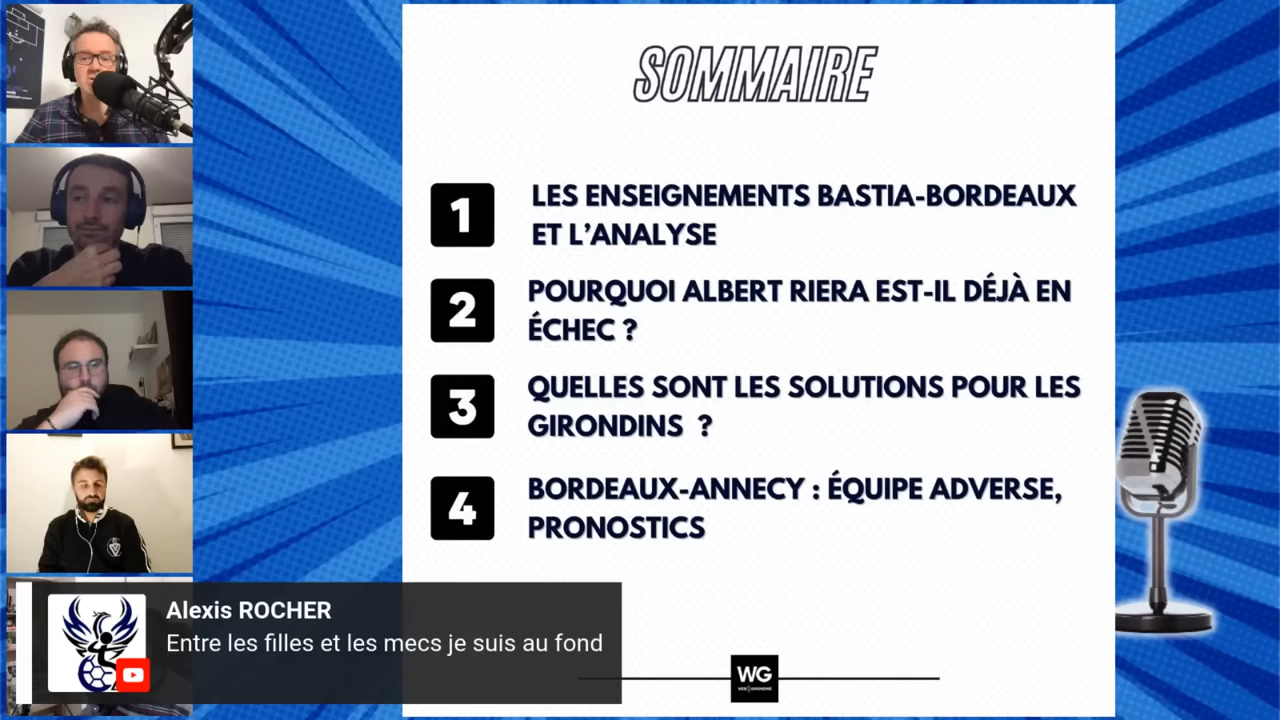 SOMMAIRE
1
LES ENSEIGNEMENTS BASTIA-BORDEAUX
ET L'ANALYSE
2
POURQUOI ALBERT RIERA EST-IL DÉJÀ EN
ÉCHEC ?
3
QUELLES SONT LES SOLUTIONS POUR LES
GIRONDINS ?
4
BORDEAUX-ANNECY : ÉQUIPE ADVERSE,
PRONOSTICS
Alexis ROCHER
Entre les filles et les mecs je suis au fond
WG